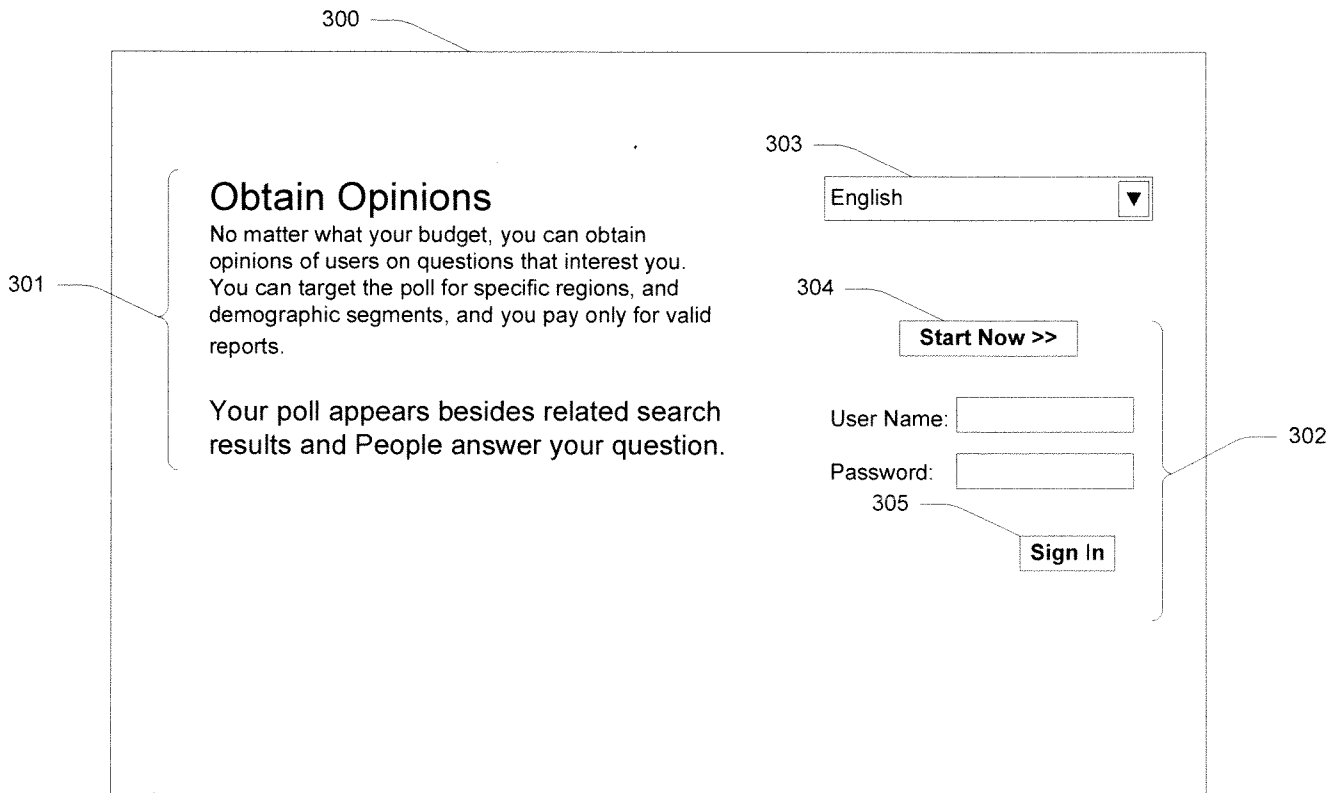 300
303
Obtain Opinions
English
No matter what your budget, you can obtain
opinions of users on questions that interest you.
301
You can target the poll for specific regions, and
304
demographic segments, and you pay only for valid
reports.
Start Now >>
Your poll appears besides related search
results and People answer your question.
User Name:
302
Password:
305
Sign In